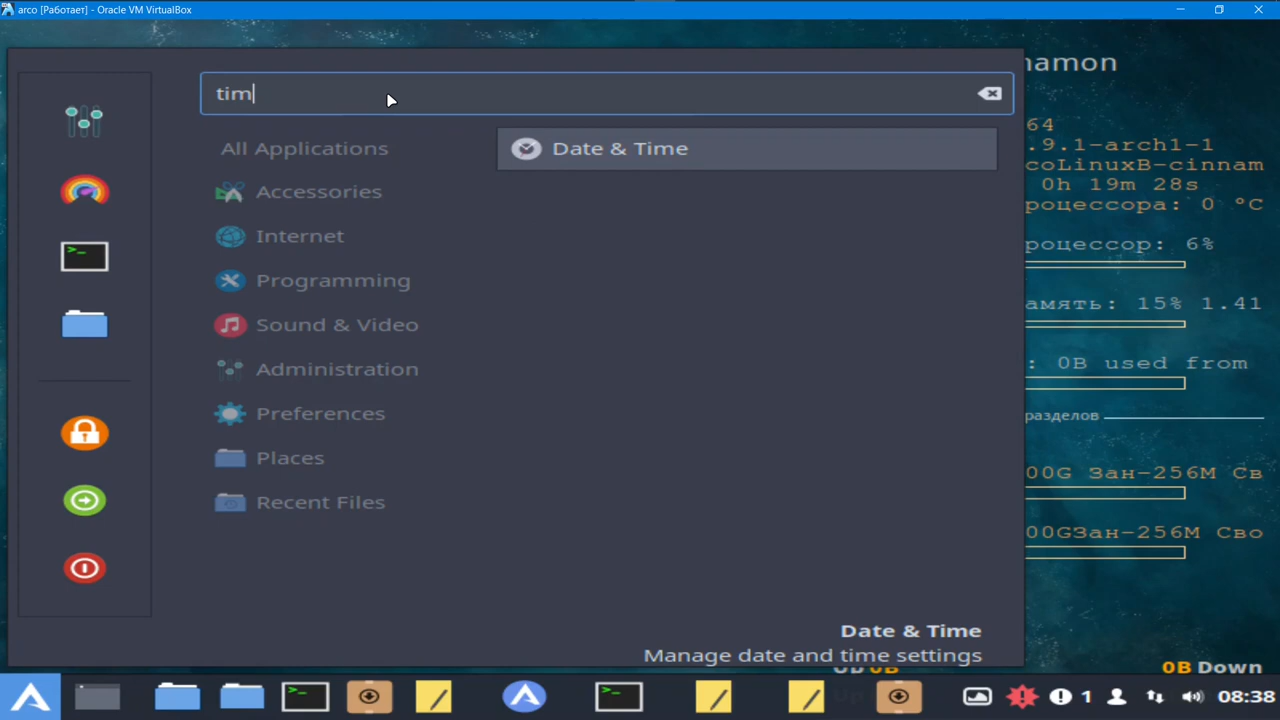 arco [Работает] - Oracle VM VirtualBox
namon
tim
All Applications
Accessories
Internet
Programming
Sound & Video
Administration
Preferences
Places
Recent Files
Date & Time
64
.9.1-arch1-1
coLinuxB-cinnam
0h 19m 28s
роцессора: 0 °C
роцессор: 6%
амять: 15% 1.41
: 0B used from
разделов
00G Зан-256M Св
00GЗан-256M Сво
Date & Time
Manage date and time settings
Up 0B
0B Down
1
08:38